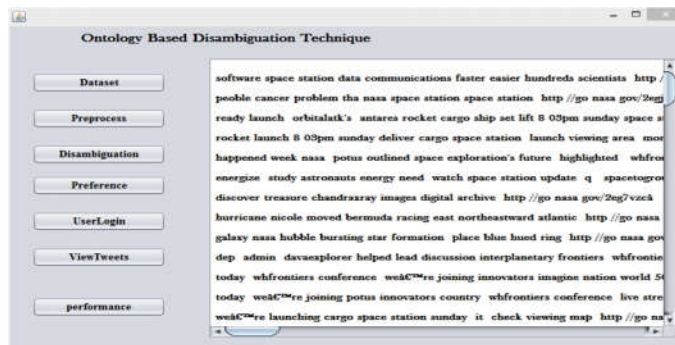 Ontology Based Disambiguation Technique
Dataset
Preprocess
Disambiguation
Preference
UserLogin
ViewTweets
performance
software space station data communications faster easier hundreds scientists http /
peoble cancer problem tha nasa space station space station http //go nasa gov/2egj
ready launch orbitalatk's antares rocket cargo ship set lift 8 03pm sunday space st
rocket launch 8 03pm sunday deliver cargo space station launch viewing area mor
happened week nasa potus outlined space exploration's future highlighted whfron
energize study astronauts energy need watch space station update q spacetogrou
discover treasure chandraxray images digital archive http //go nasa gov/2eg7vzcâ
hurricane nicole moved bermuda racing east northeastward atlantic http //go nasa
galaxy nasa hubble bursting star formation place blue hued ring http //go nasa gov
dep admin davaexplorer helped lead discussion interplanetary frontiers whfrontie
today whfrontiers conference weâ€™re joining innovators imagine nation world 50
today weâ€™re joining potus innovators country whfrontiers conference live stre
weâ€™re launching cargo space station sunday it check viewing map http //go na